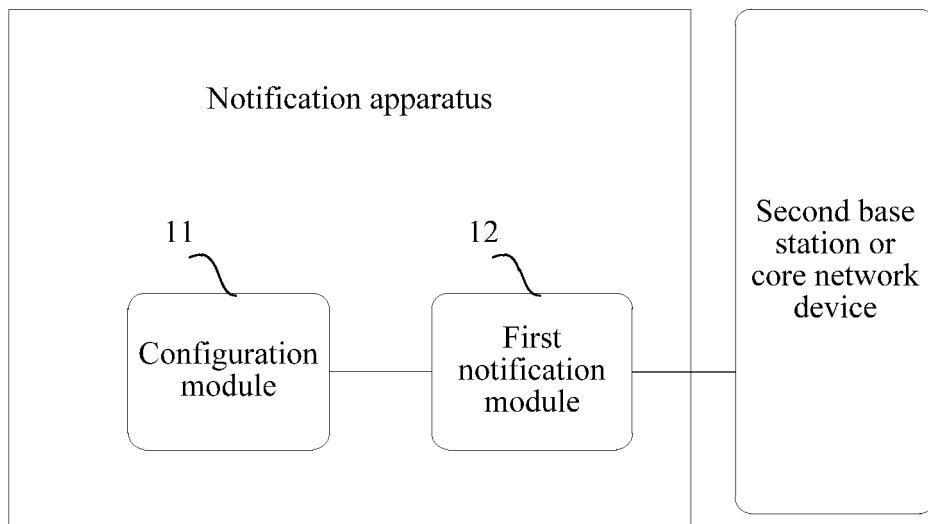 Notification apparatus
11
12
Configuration
module
First
notification
module
Second base
station or
core network
device